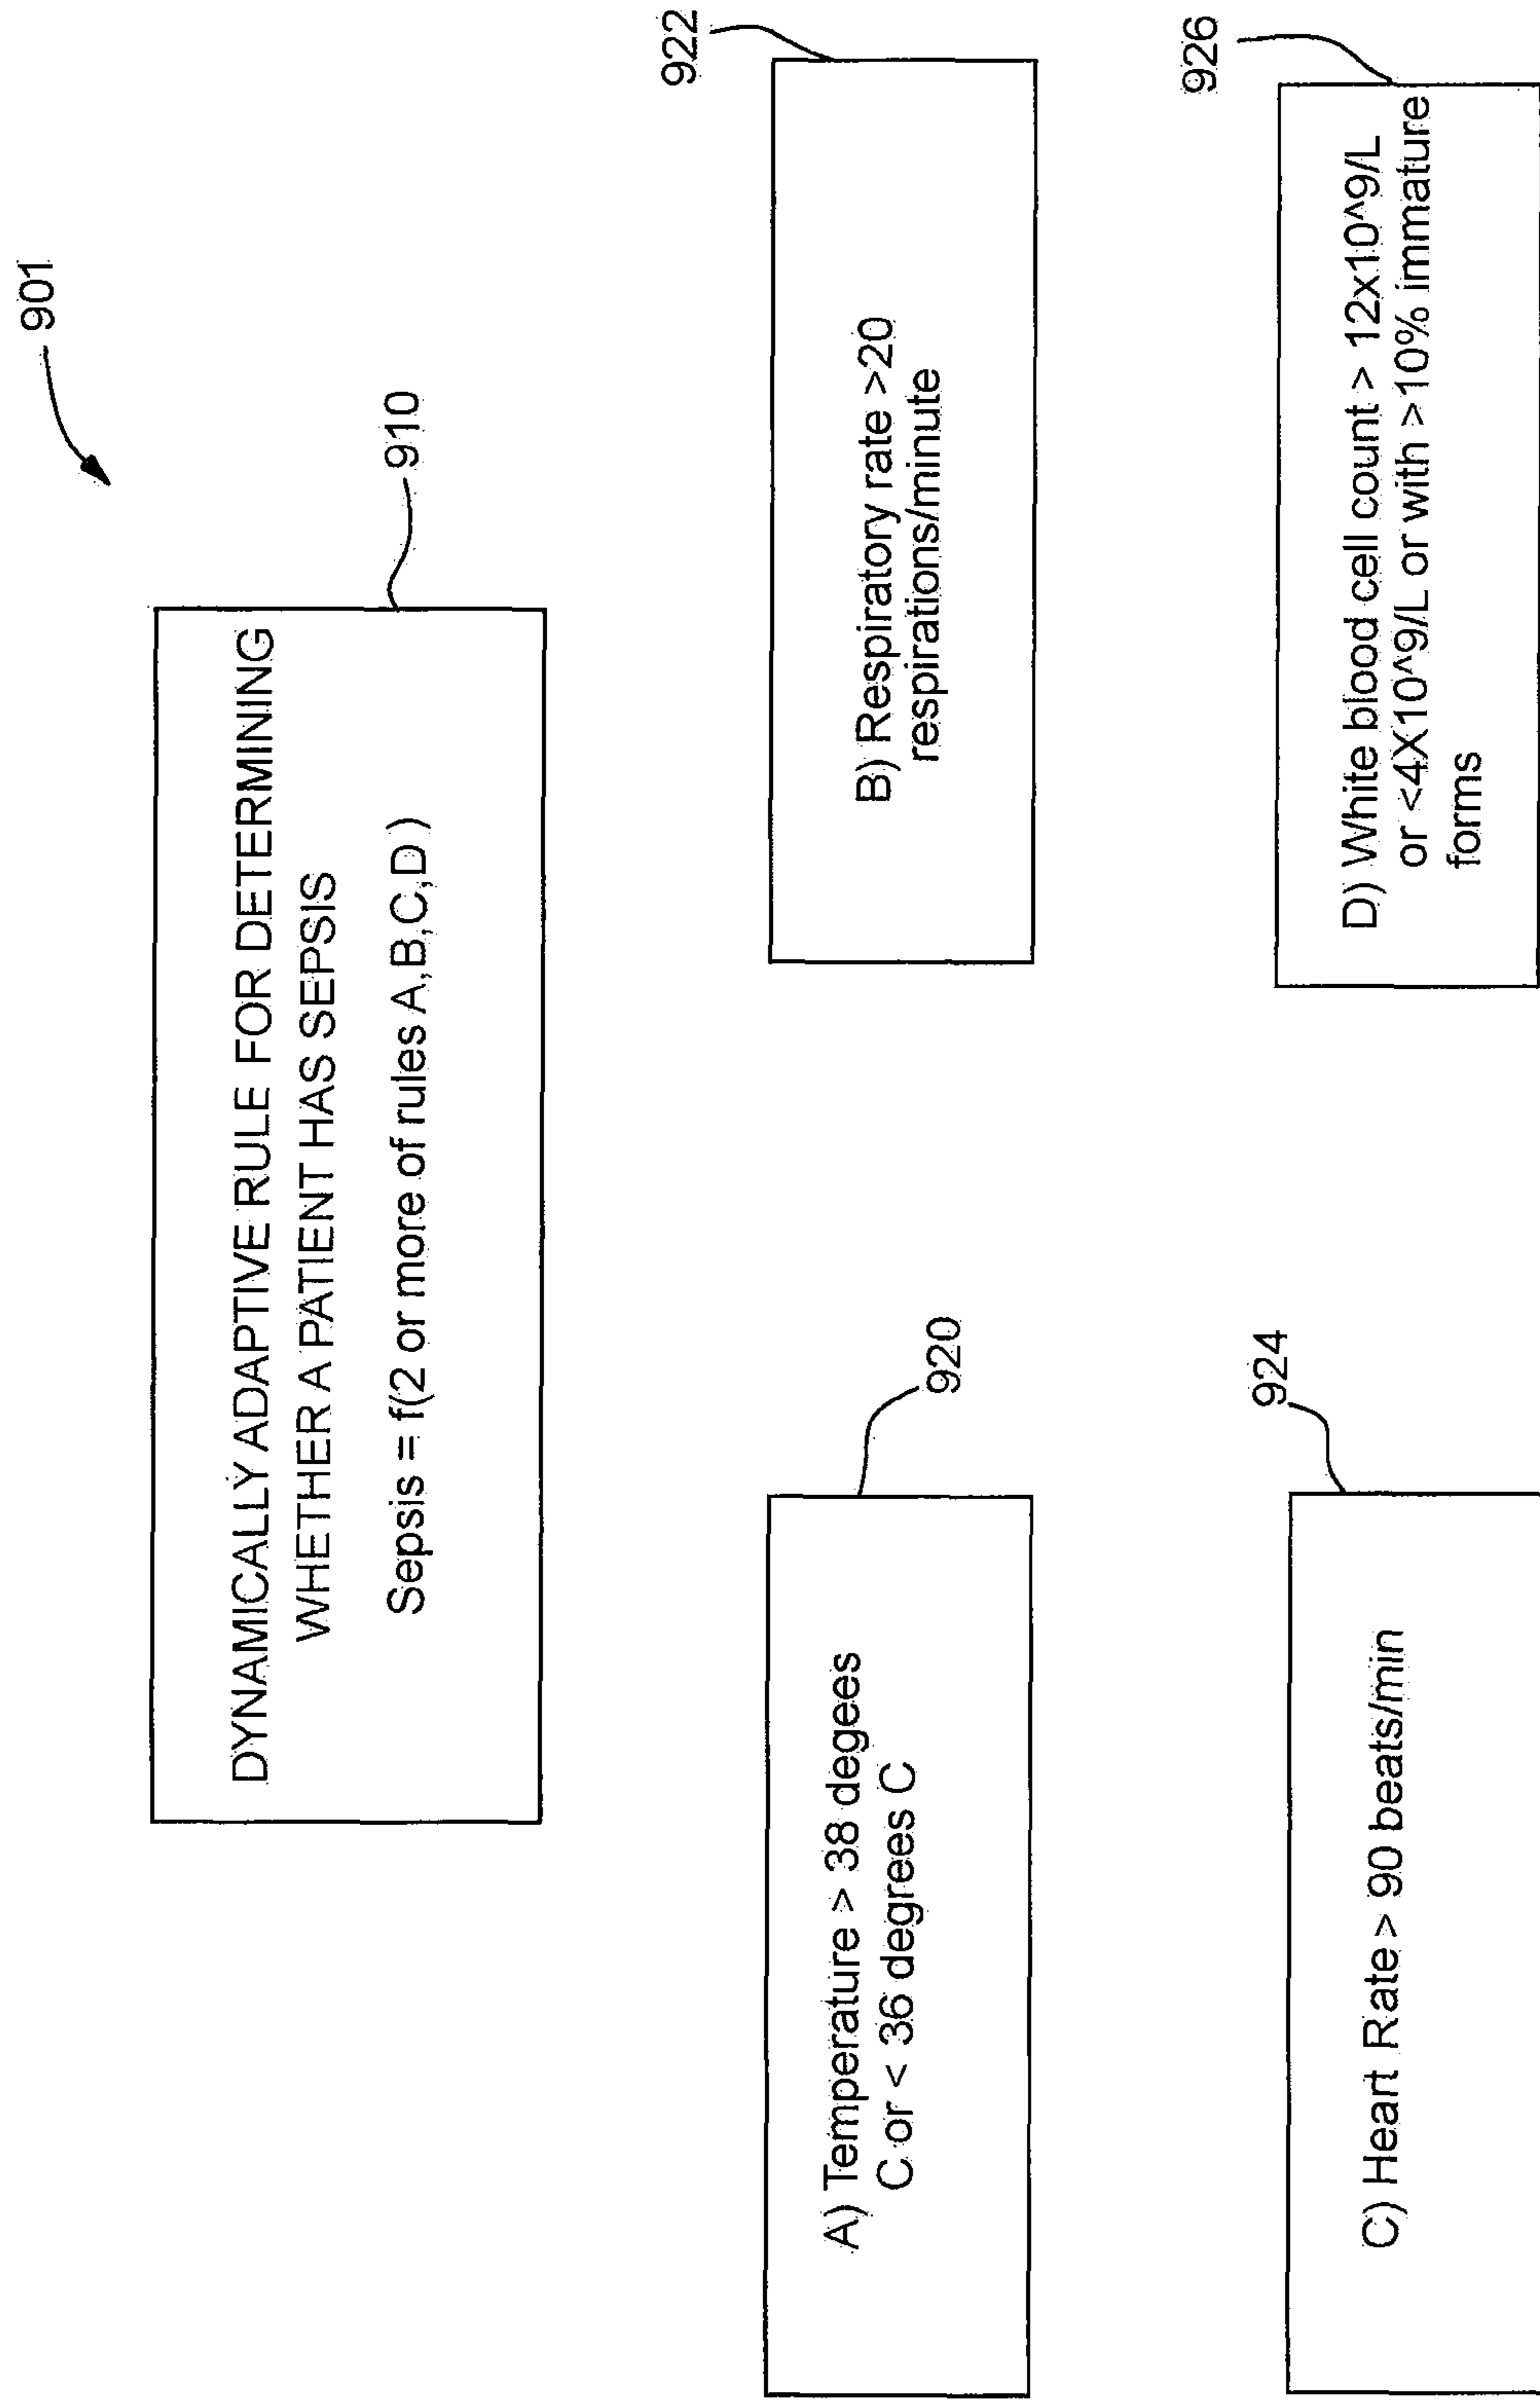 901
DYNAMICALLY ADAPTIVE RULE FOR DETERMINING
WHETHER A PATIENT HAS SEPSIS
Sepsis = f(2 or more of rules A,B,C,D )
910
A) Temperature > 38 degees
C or < 36 degrees C
920
B) Respiratory rate >20
respirations/minute
922
C) Heart Rate > 90 beats/min
924
D) White blood cell count > 12x10^9/L
or <4X10^9/L or with >10% immature
forms
926